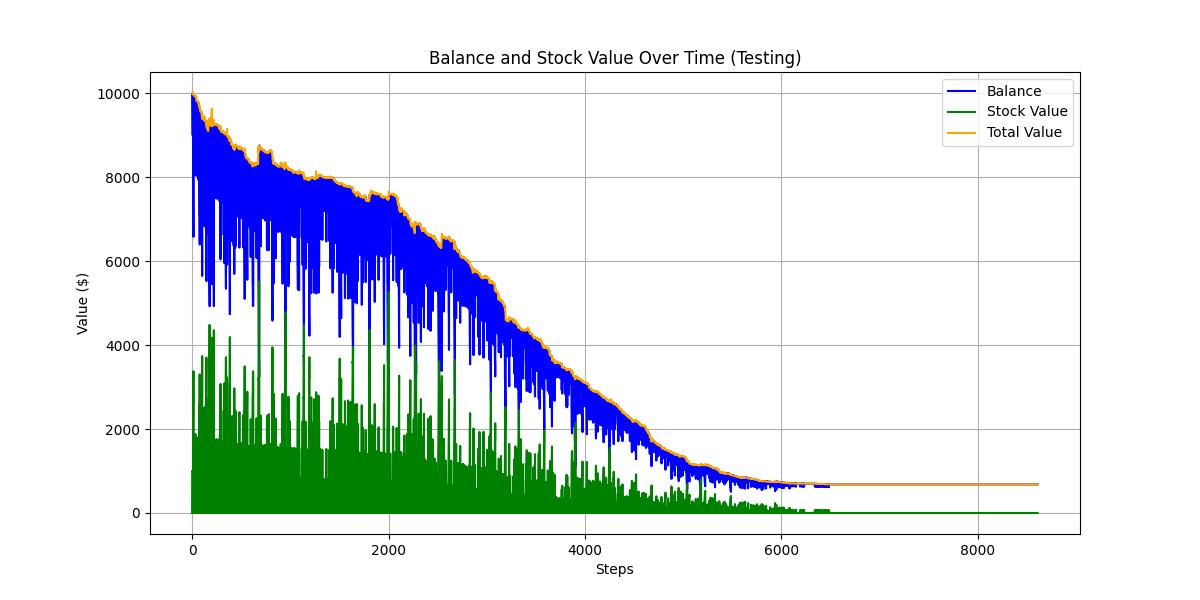 Balance and Stock Value Over Time (Testing)
Balance
Stock Value
Total Value
Value ($)
10000
8000
6000
4000
2000
0
0 2000 4000 6000 8000
Steps